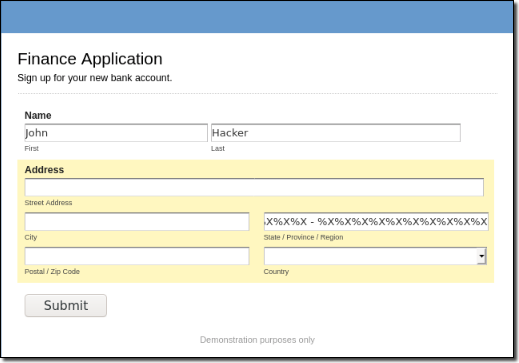 Finance Application
Sign up for your new bank account.
Name
John Hacker
First Last
Address
Street Address
%X%X - %X%X%X%X%X%X%X%X%X%X
City State / Province / Region
Postal / Zip Code Country
Submit
Demonstration purposes only